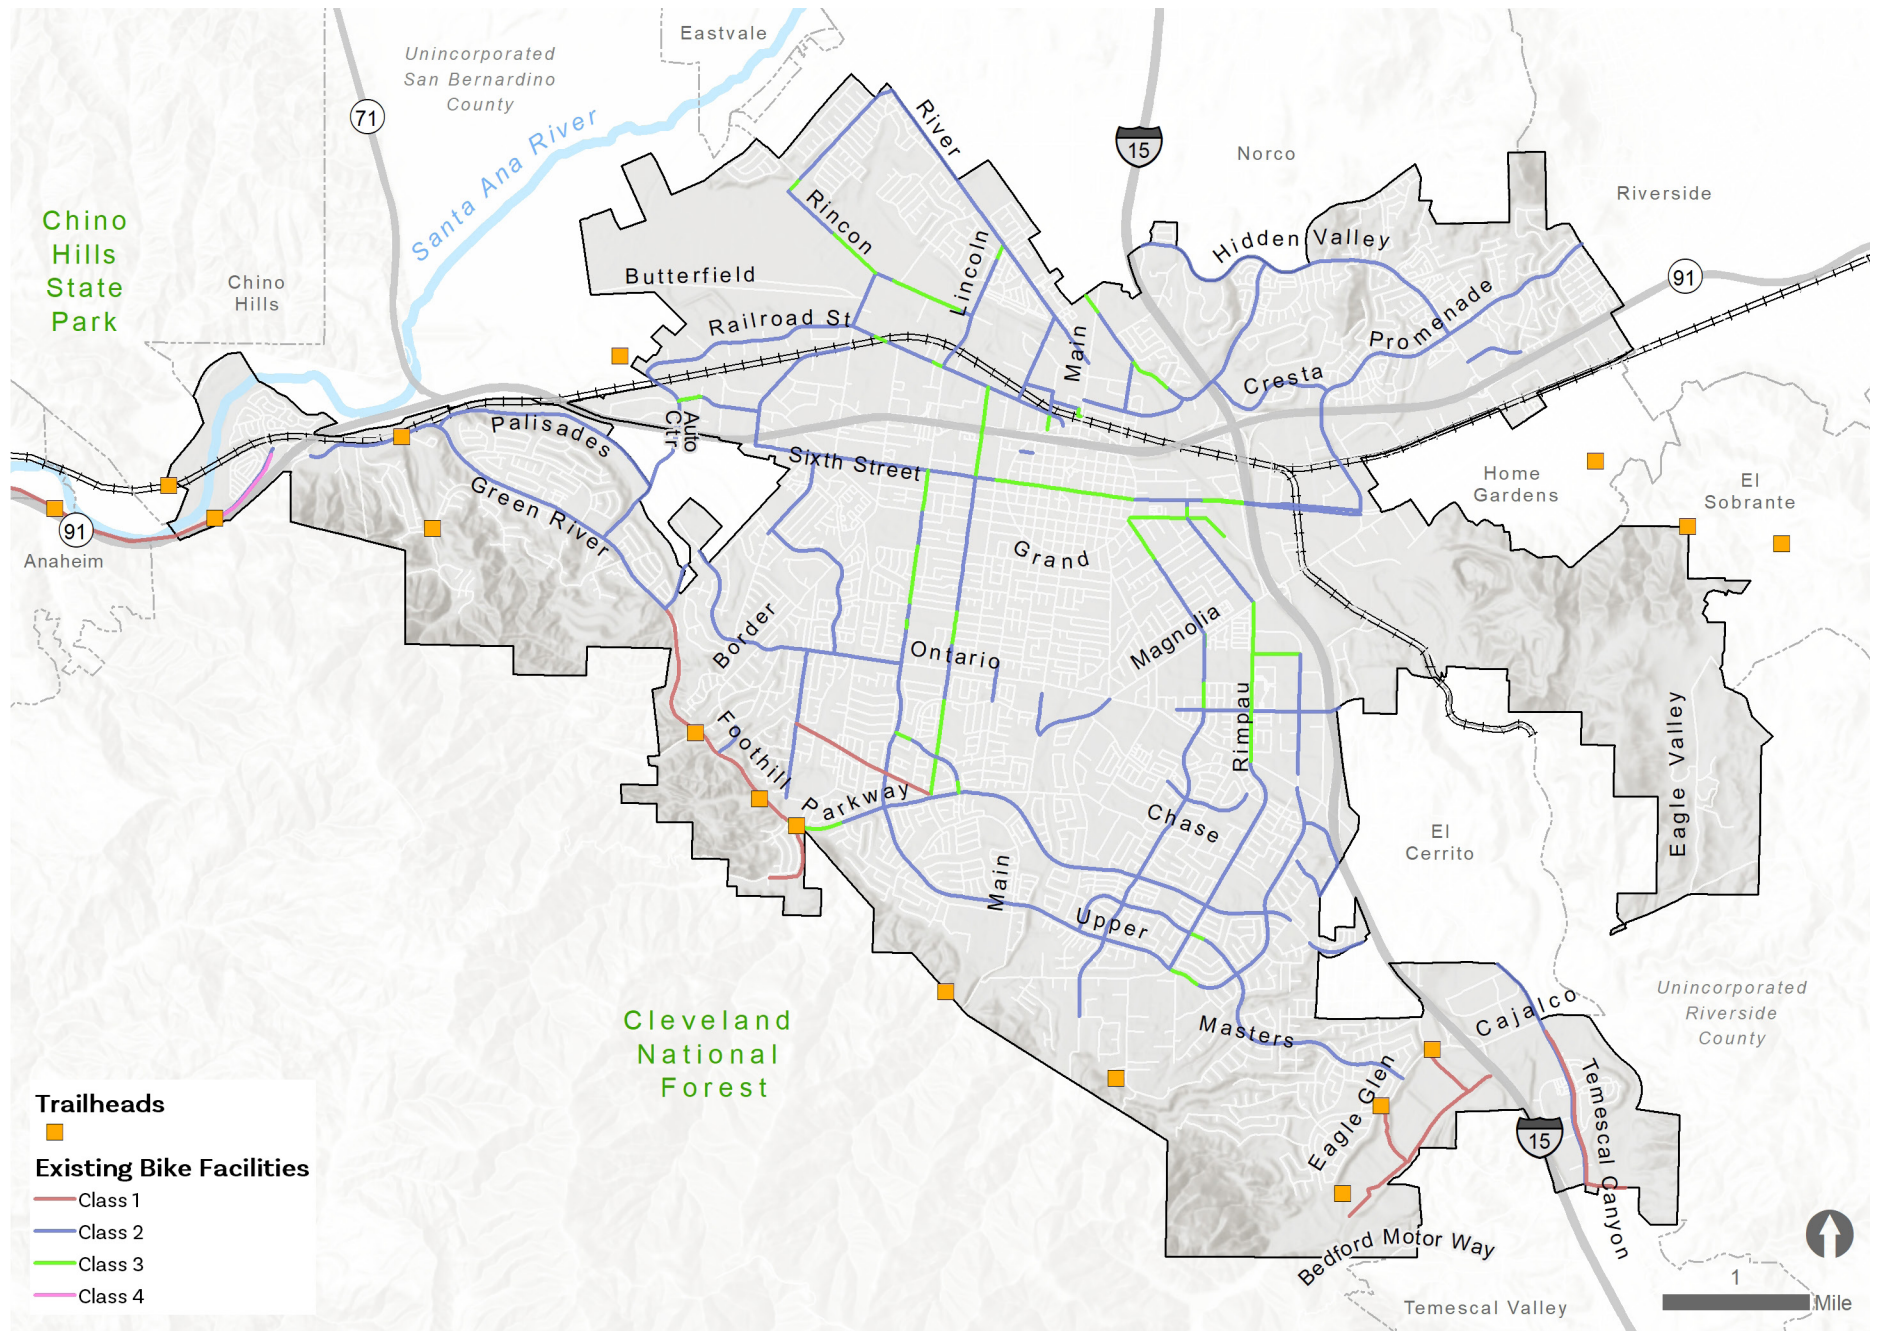 Eastvale
Unincorporated
San Bernardino
County
71
Santa Ana River
River
15
Norco
Riverside
Chino
Hills
State
Park
Chino
Hills
Rincon
Lincoln
Hidden Valley
Butterfield
91
Railroad St
Main
Promenade
Cresta
Palisades
Auto
Ctr
Sixth Street
Green River
Home
Gardens
El
Sobrante
91
Anaheim
Grand
Border
Ontario
Magnolia
Rimpau
Foothill
Parkway
Chase
Eagle Valley
El
Cerrito
Main
Upper
Cleveland
National
Forest
Masters
Cajalco
Unincorporated
Riverside
County
Eagle Glen
Temescal Canyon
15
Bedford Motor Way
Temescal Valley
Trailheads
Existing Bike Facilities
Class 1
Class 2
Class 3
Class 4
1
Mile